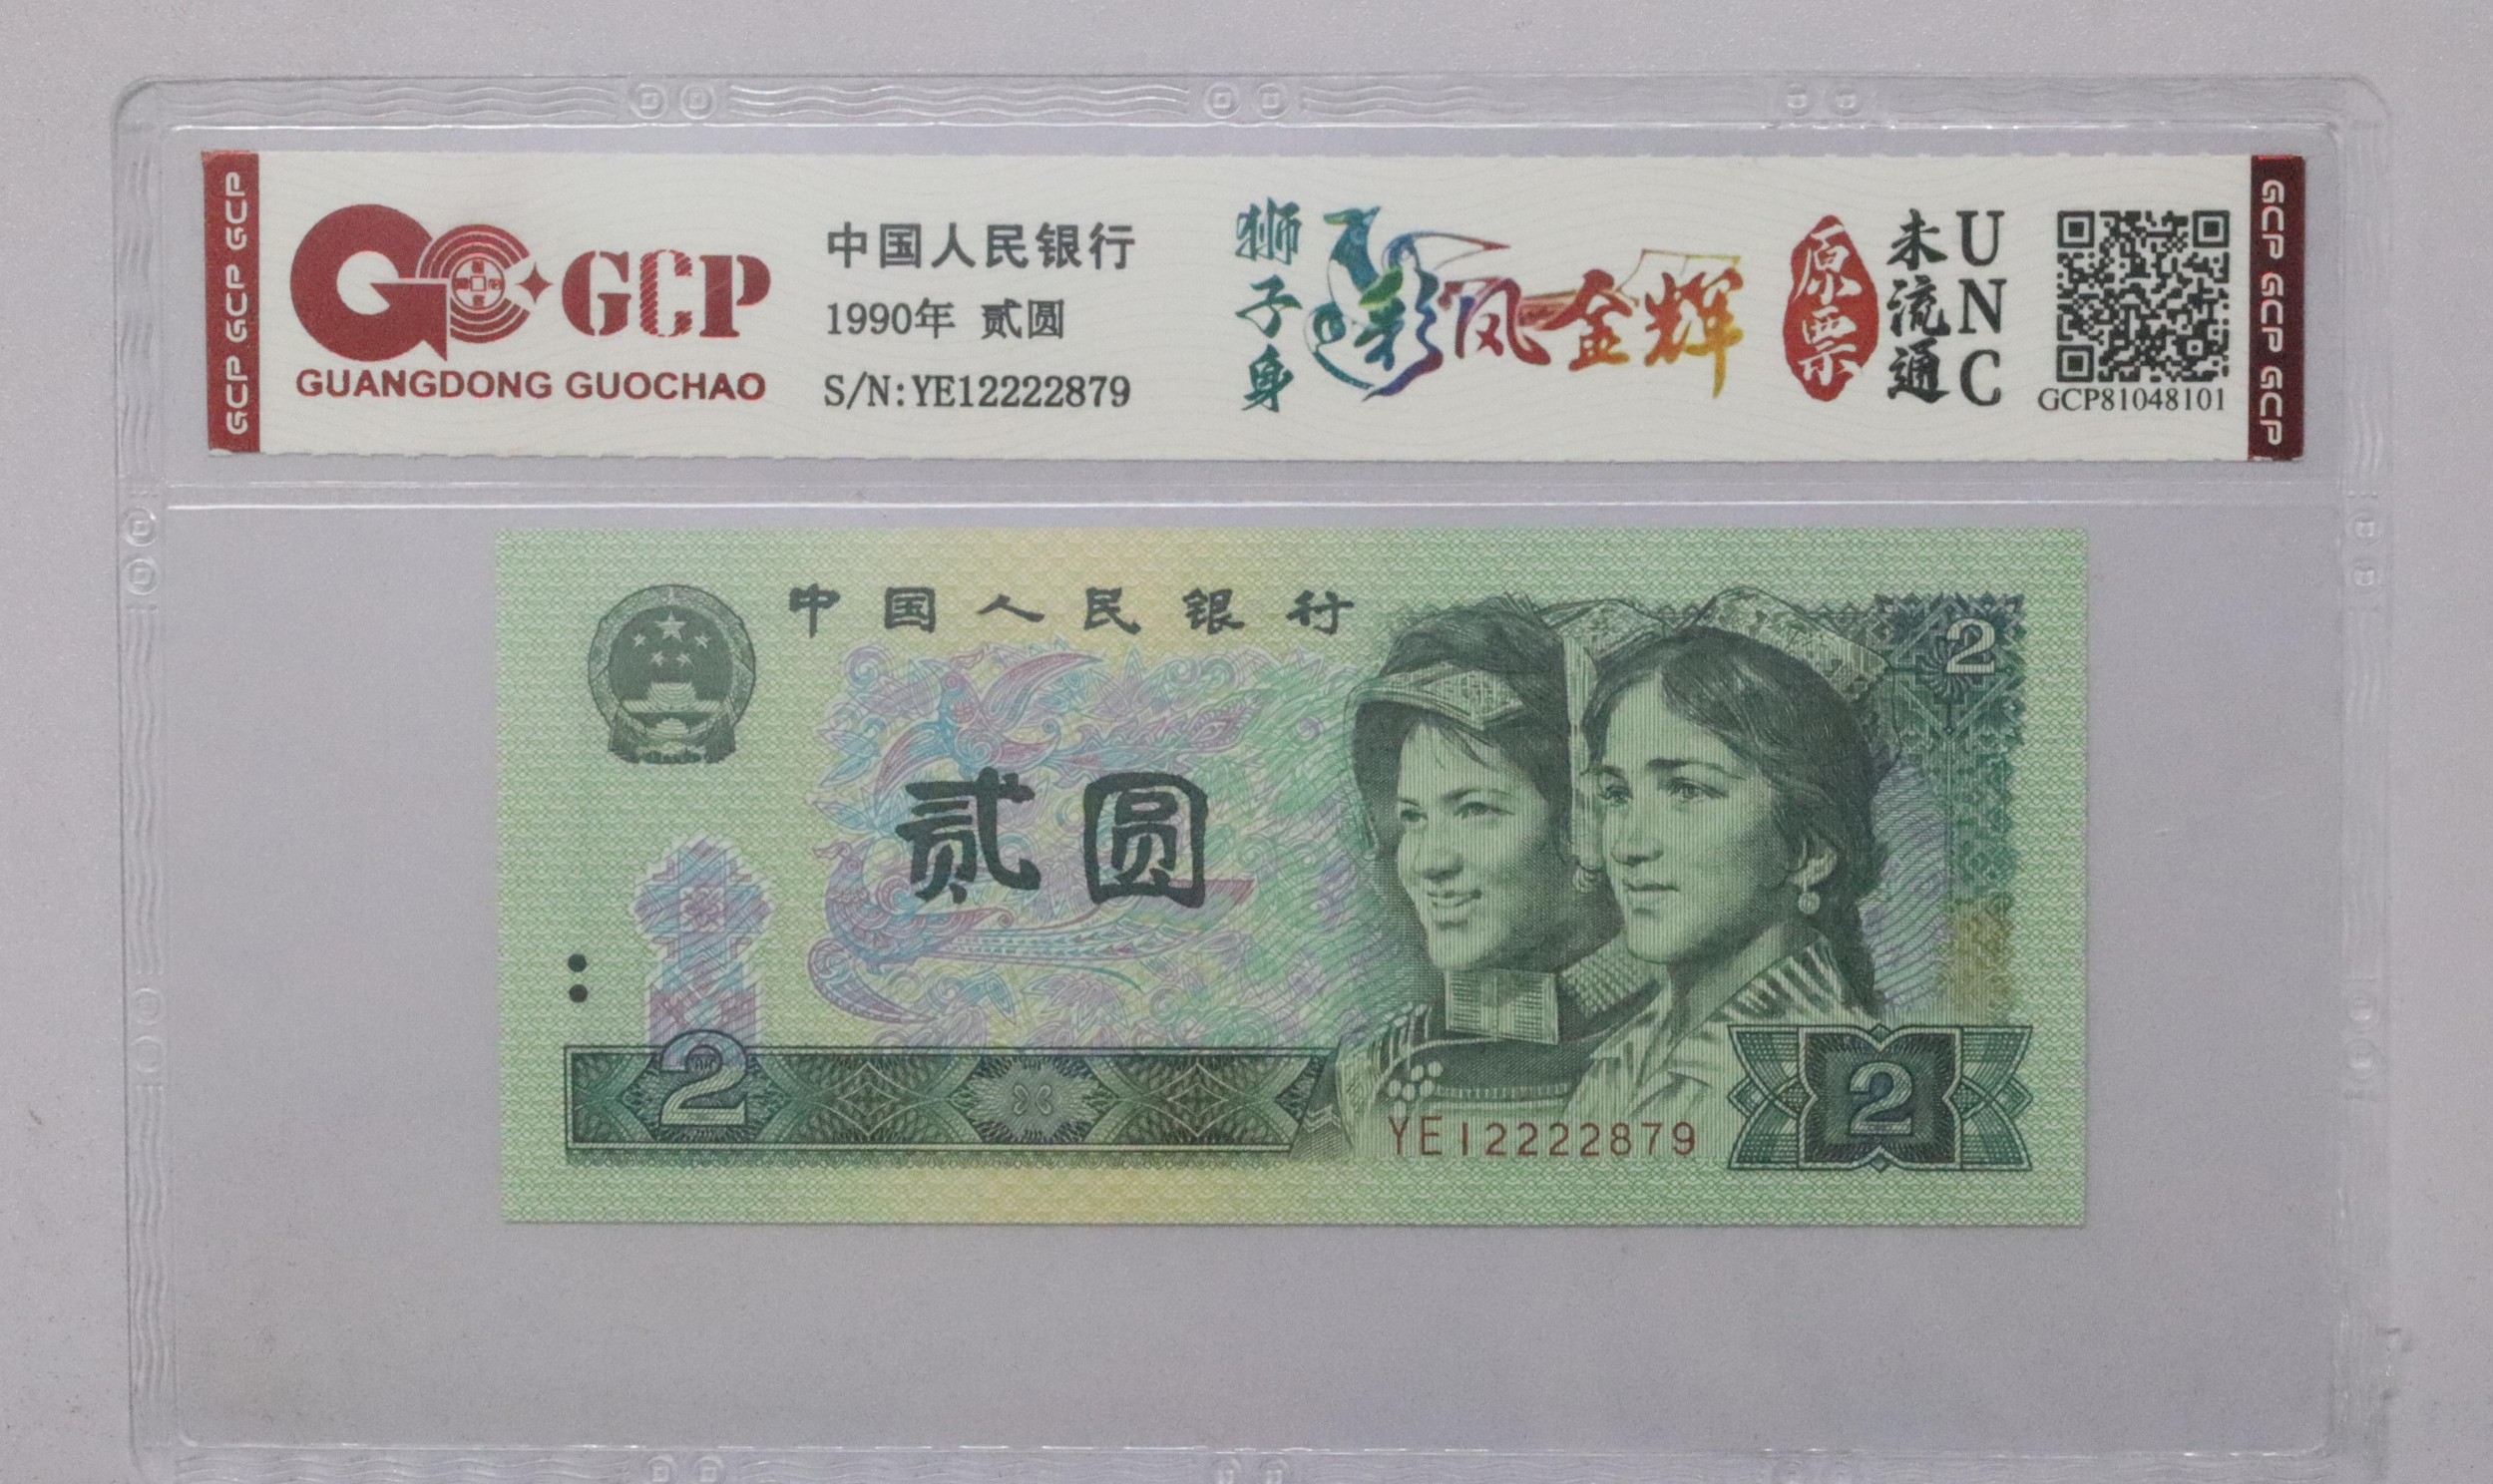 GCP GCP GCP
GCP
GUANGDONG GUOCHAO
中国人民银行
1990年 贰圆
S/N:YE12222879
狮子身
彩凤金辉
原票
未流通
UNC
GCP81048101
GCP GCP GCP
中国人民银行
2
贰圆
2
YE12222879
2